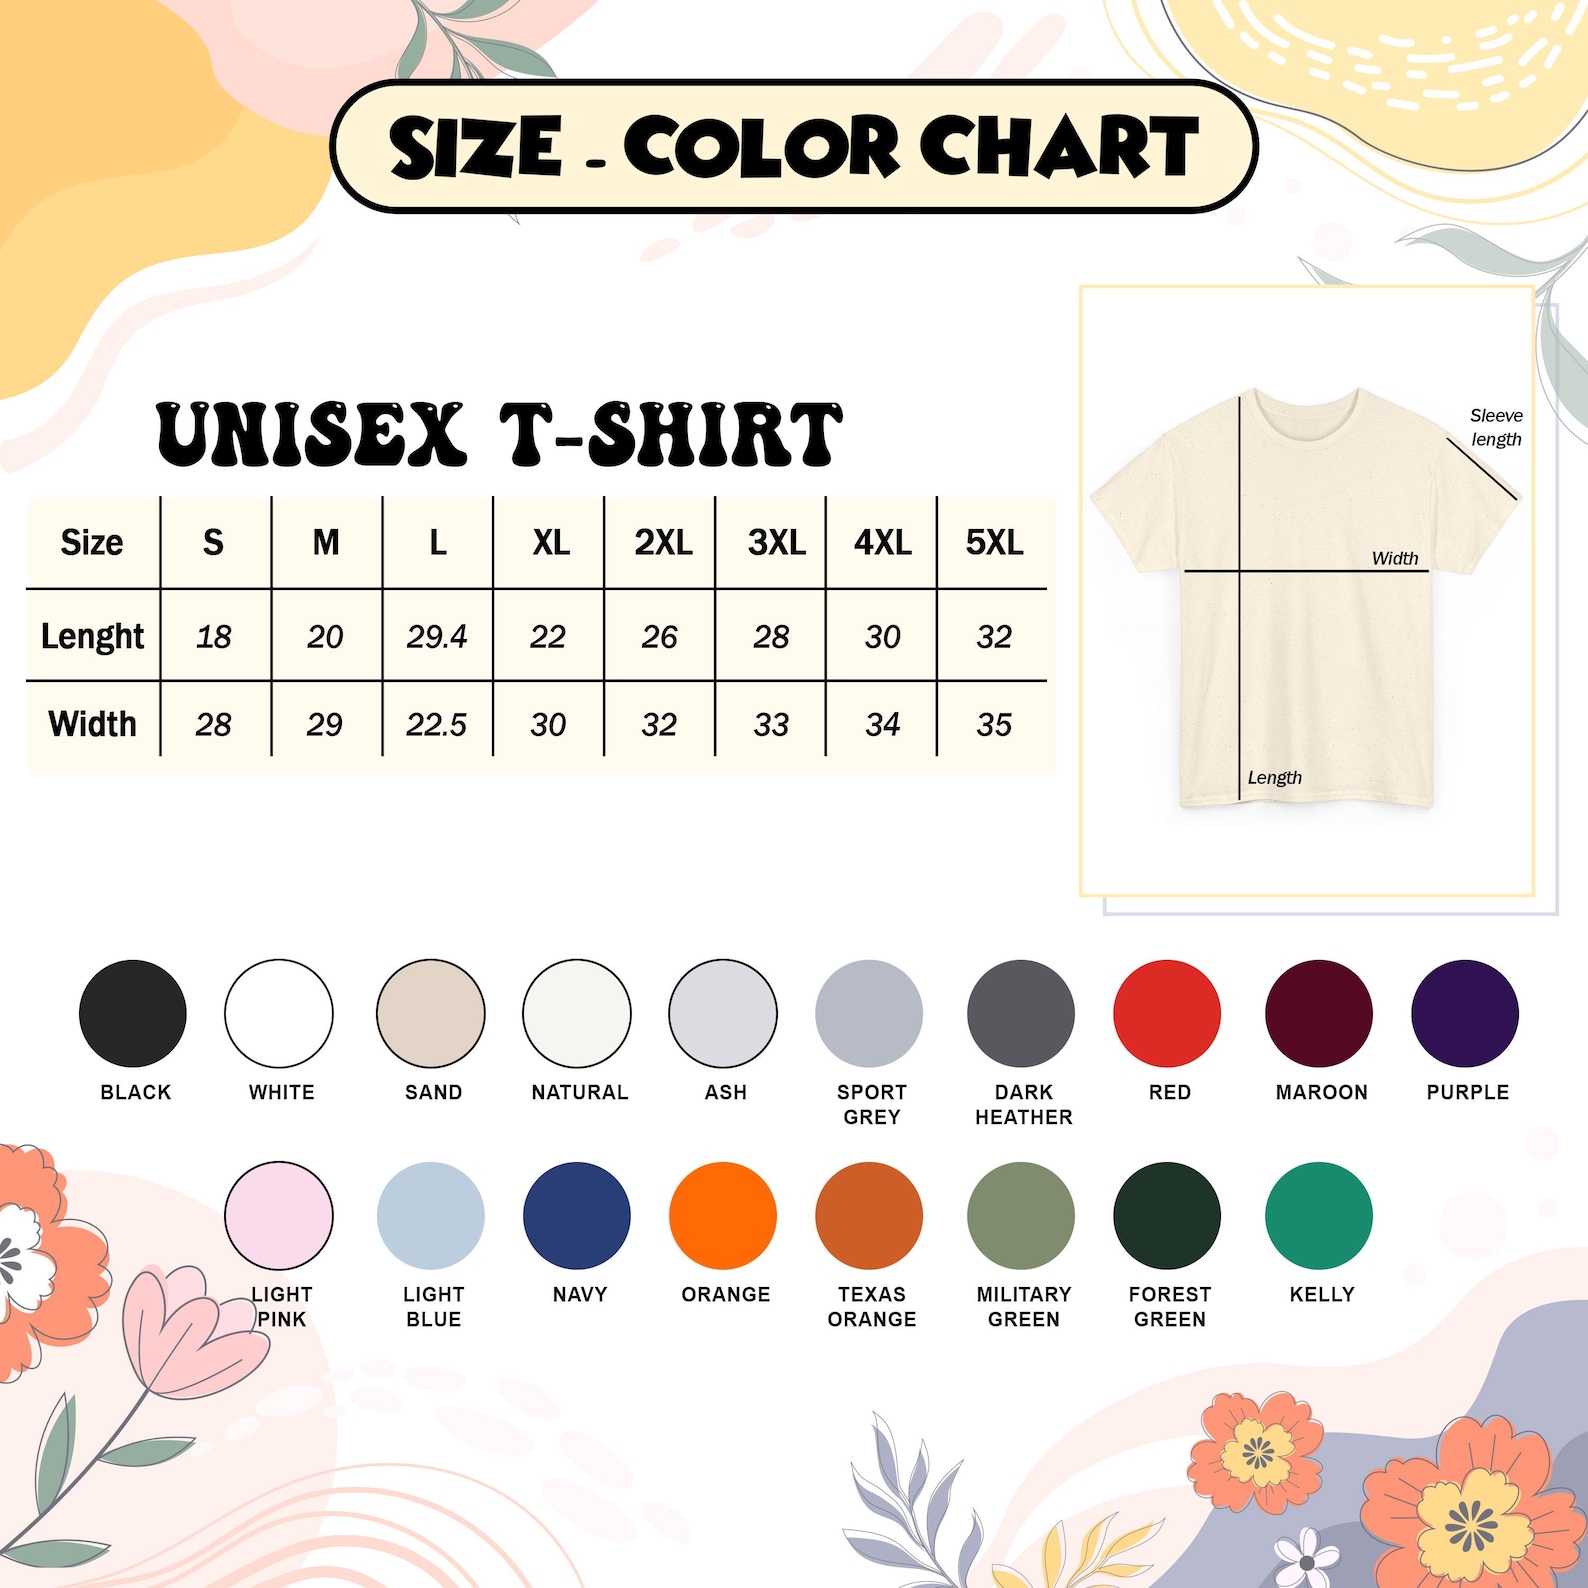 SIZE - COLOR CHART
UNISEX T-SHIRT
Size S M L XL 2XL 3XL 4XL 5XL
Lenght 18 20 29.4 22 26 28 30 32
Width 28 29 22.5 30 32 33 34 35
Sleeve
length
Width
Length
BLACK WHITE SAND NATURAL ASH SPORT GREY DARK HEATHER RED MAROON PURPLE
LIGHT PINK LIGHT BLUE NAVY ORANGE TEXAS ORANGE MILITARY GREEN FOREST GREEN KELLY